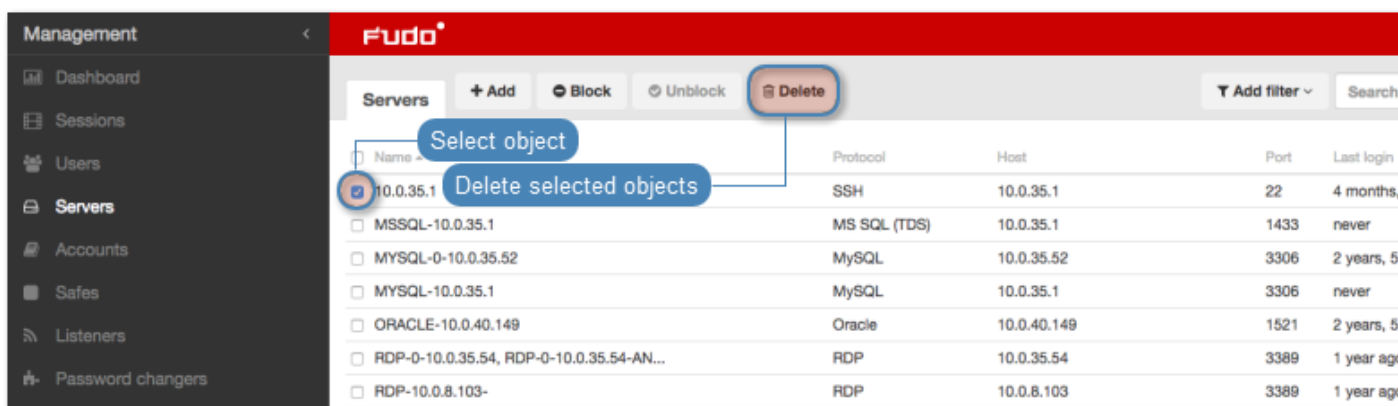 Management
Fudo
Dashboard
Sessions
Users
Servers
Accounts
Safes
Listeners
Password changers
Servers + Add Block Unblock Delete Add filter Search
Select object
Delete selected objects
Name Protocol Host Port Last login
10.0.35.1 SSH 10.0.35.1 22 4 months,
MSSQL-10.0.35.1 MS SQL (TDS) 10.0.35.1 1433 never
MYSQL-0-10.0.35.52 MySQL 10.0.35.52 3306 2 years, 5
MYSQL-10.0.35.1 MySQL 10.0.35.1 3306 never
ORACLE-10.0.40.149 Oracle 10.0.40.149 1521 2 years, 5
RDP-0-10.0.35.54, RDP-0-10.0.35.54-AN... RDP 10.0.35.54 3389 1 year ago
RDP-10.0.8.103- RDP 10.0.8.103 3389 1 year ago